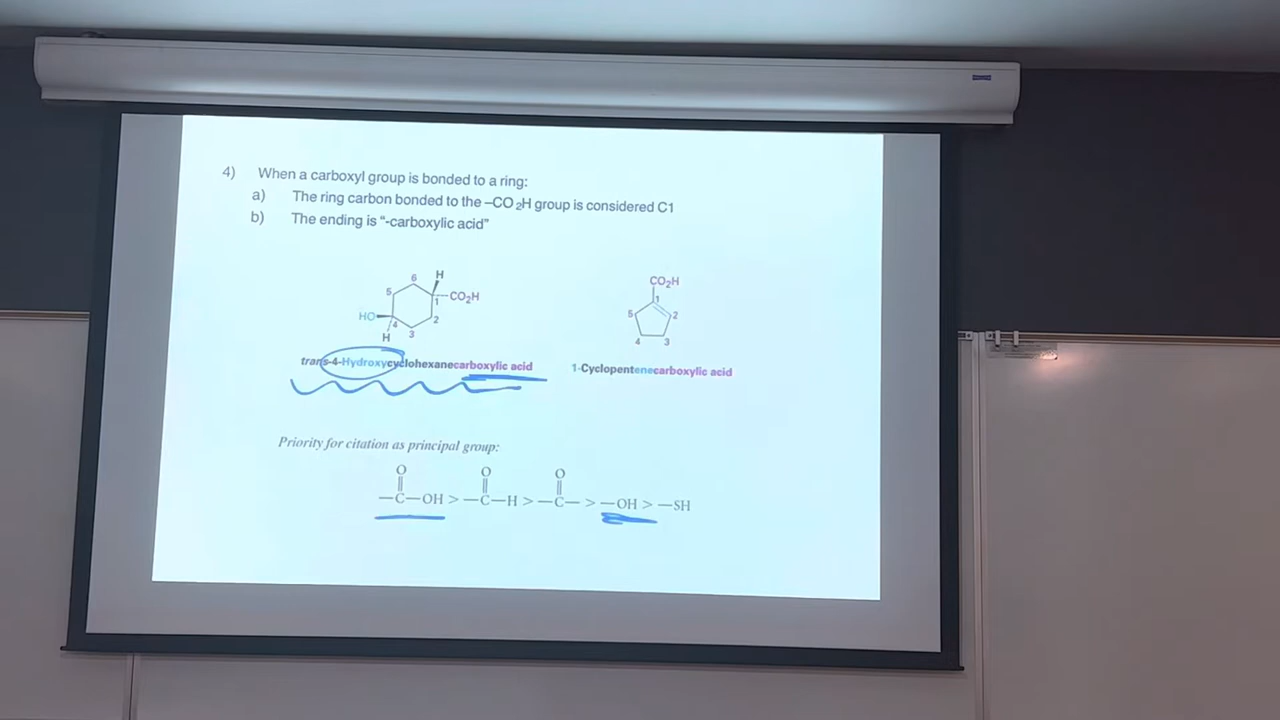 4) When a carboxyl group is bonded to a ring:
a) The ring carbon bonded to the –CO2H group is considered C1
b) The ending is "-carboxylic acid"
6 H
5
1 CO2H
HO
4 2
H 3
trans-4-Hydroxycyclohexanecarboxylic acid
CO2H
1
5 2
4 3
1-Cyclopentenecarboxylic acid
Priority for citation as principal group:
O O O
—C—OH > —C—H > —C— > —OH > —SH